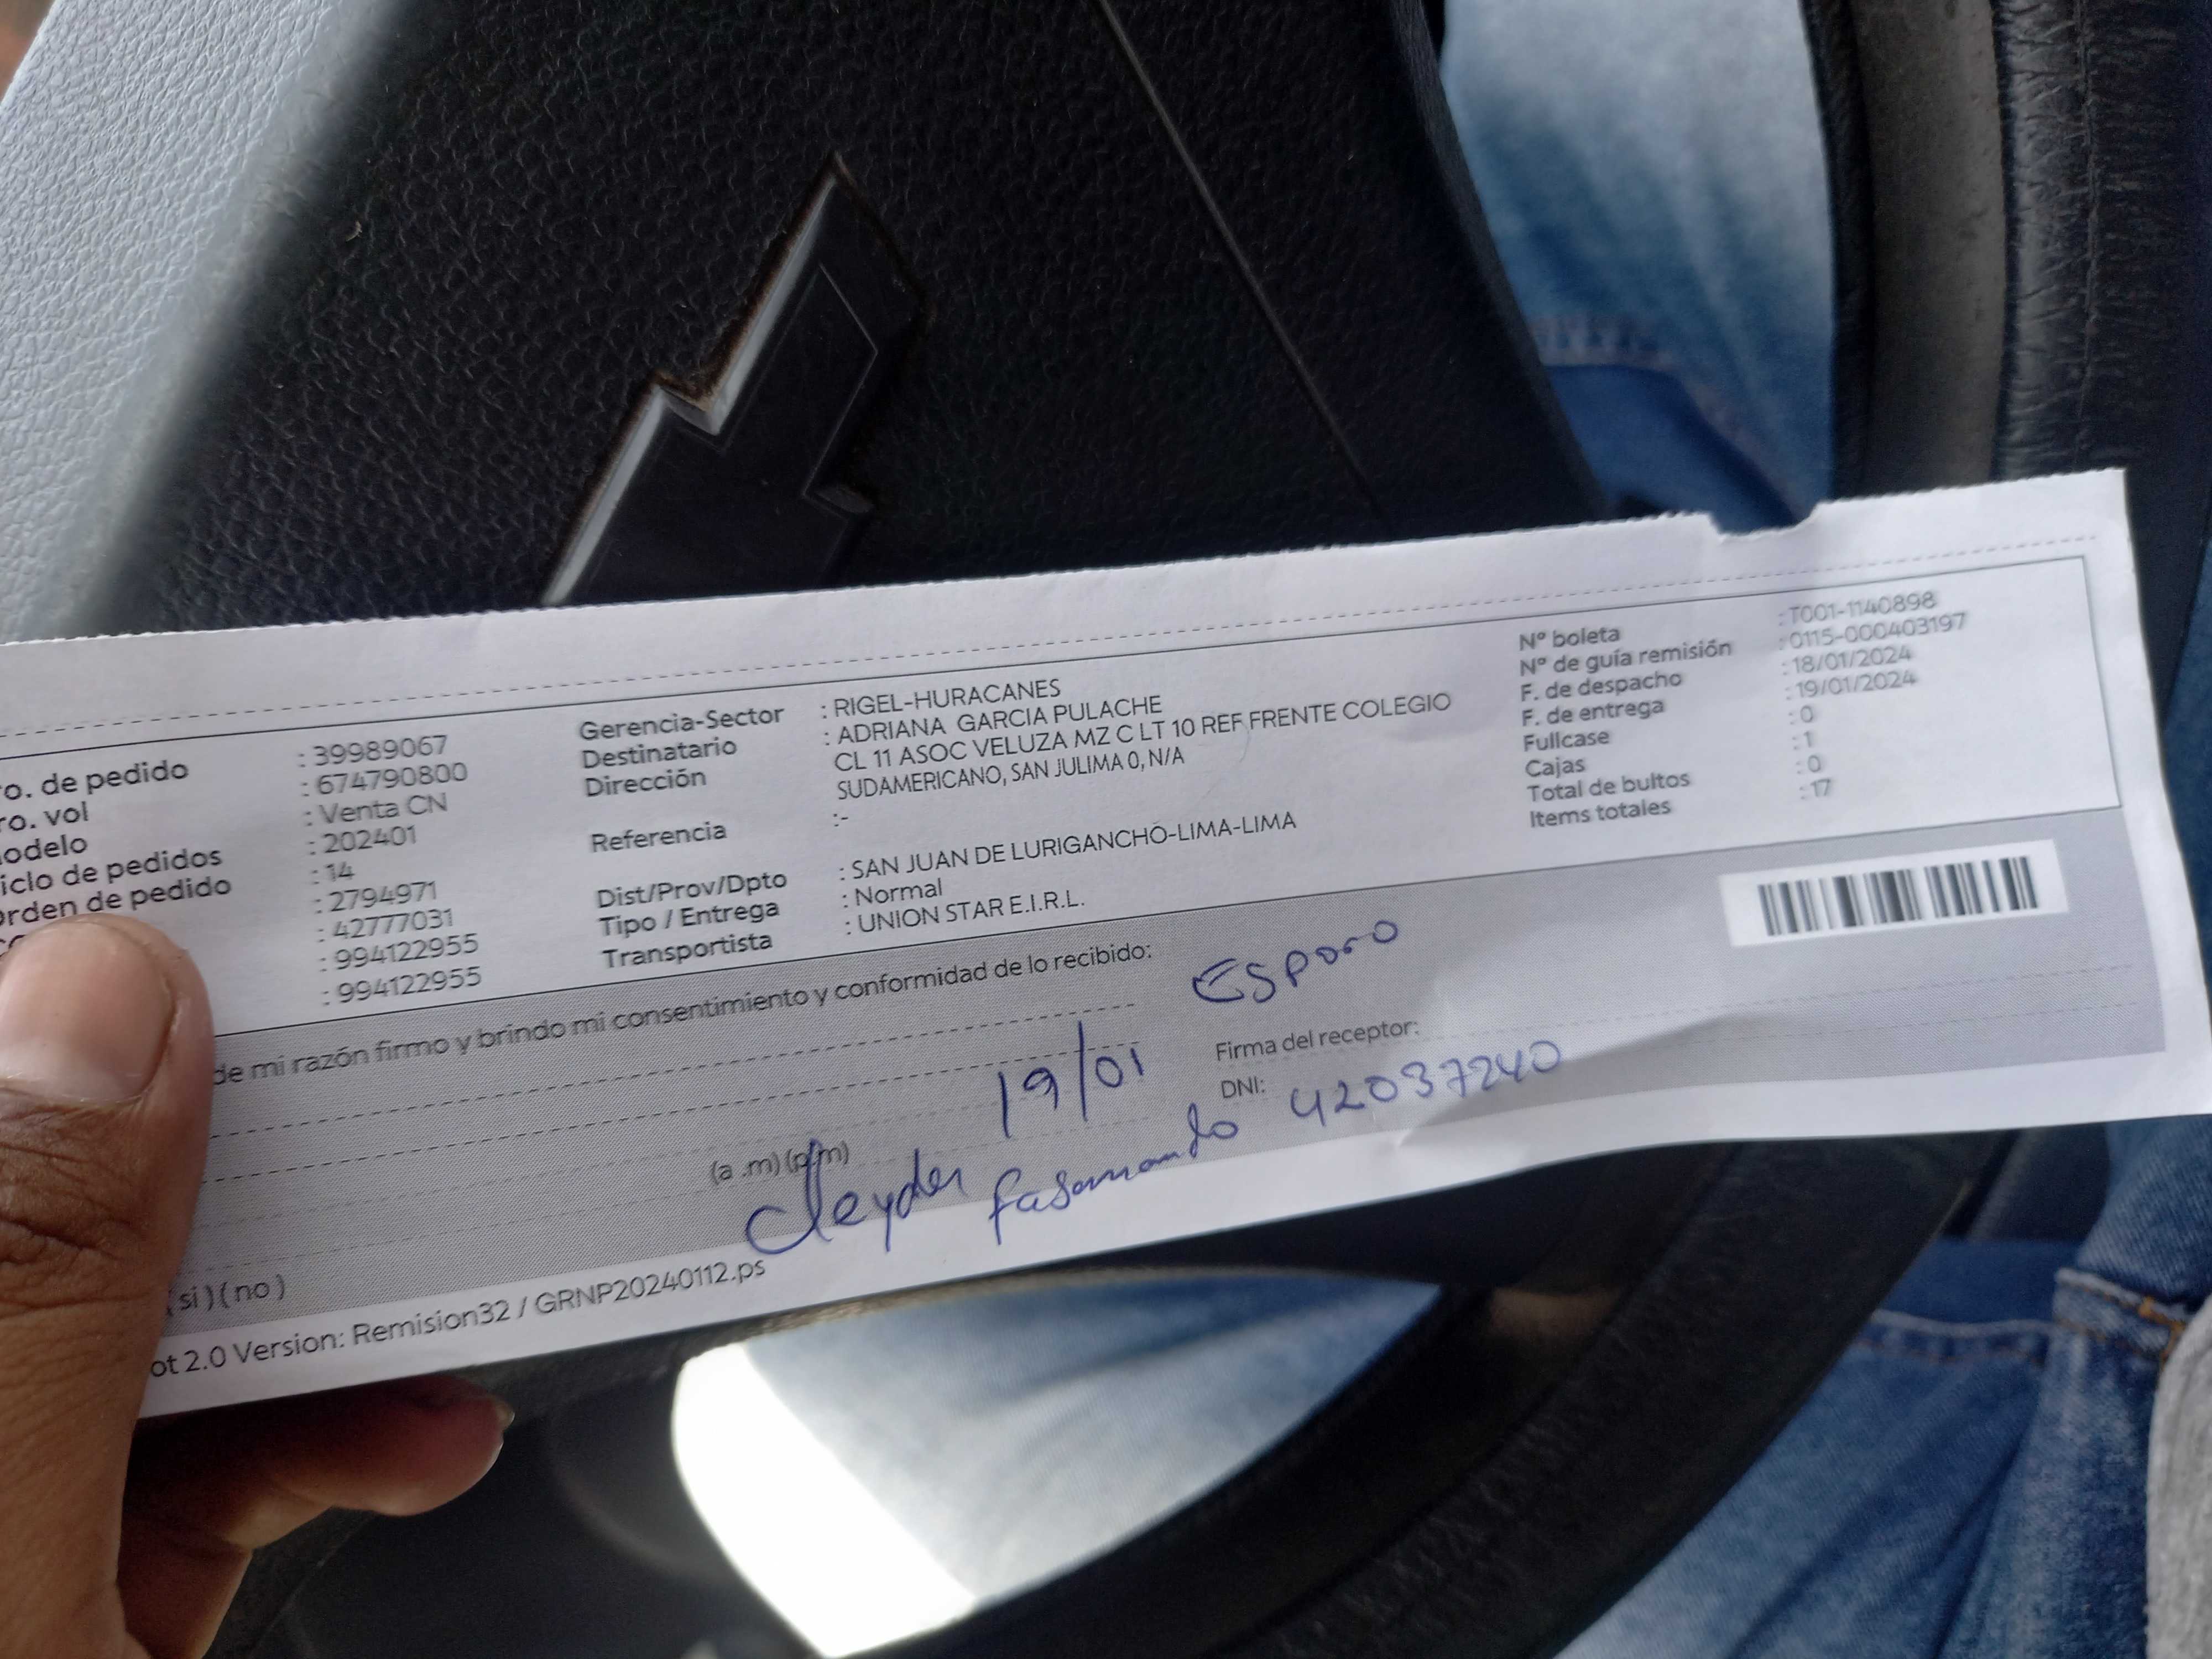 ro. de pedido : 39989067
ro. vol : 674790800
odelo : Venta CN
iclo de pedidos : 202401
Orden de pedido : 14
: 2794971
: 42777031
: 994122955
: 994122955
Gerencia-Sector : RIGEL-HURACANES
Destinatario : ADRIANA GARCIA PULACHE
Dirección CL 11 ASOC VELUZA MZ C LT 10 REF FRENTE COLEGIO
SUDAMERICANO, SAN JULIMA 0, N/A
Referencia :-
Dist/Prov/Dpto : SAN JUAN DE LURIGANCHO-LIMA-LIMA
Tipo / Entrega : Normal
Transportista : UNION STAR E.I.R.L.
Nº boleta : T001-1140898
Nº de guía remisión : 0115-000403197
F. de despacho : 18/01/2024
F. de entrega : 19/01/2024
Fullcase : 0
Cajas : 1
Total de bultos : 0
Items totales : 17
de mi razón firmo y brindo mi consentimiento y conformidad de lo recibido:
19/01
Firma del receptor:
DNI: 42037240
(a .m) (p.m)
Cleyder
(si) (no)
ot 2.0 Version: Remision32 / GRNP20240112.ps